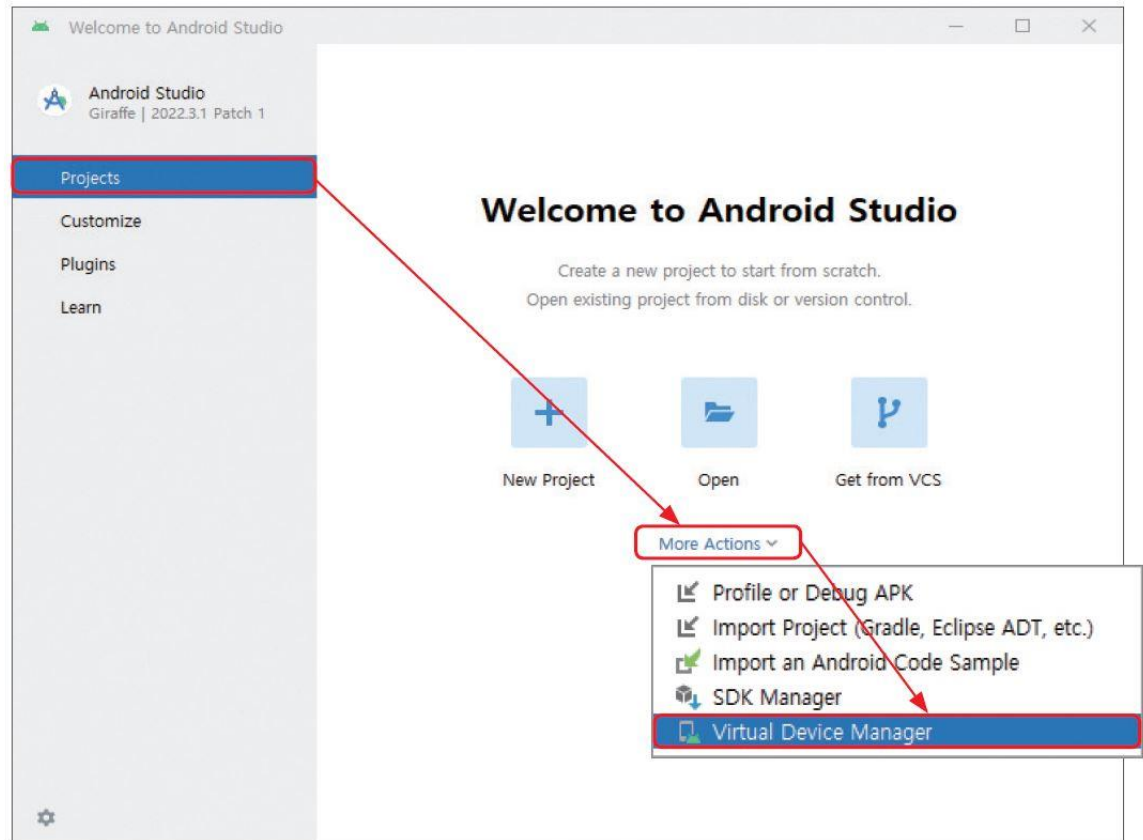 Welcome to Android Studio
Android Studio
Giraffe | 2022.3.1 Patch 1
Projects
Customize
Plugins
Learn
Welcome to Android Studio
Create a new project to start from scratch.
Open existing project from disk or version control.
New Project
Open
Get from VCS
More Actions
Profile or Debug APK
Import Project (Gradle, Eclipse ADT, etc.)
Import an Android Code Sample
SDK Manager
Virtual Device Manager